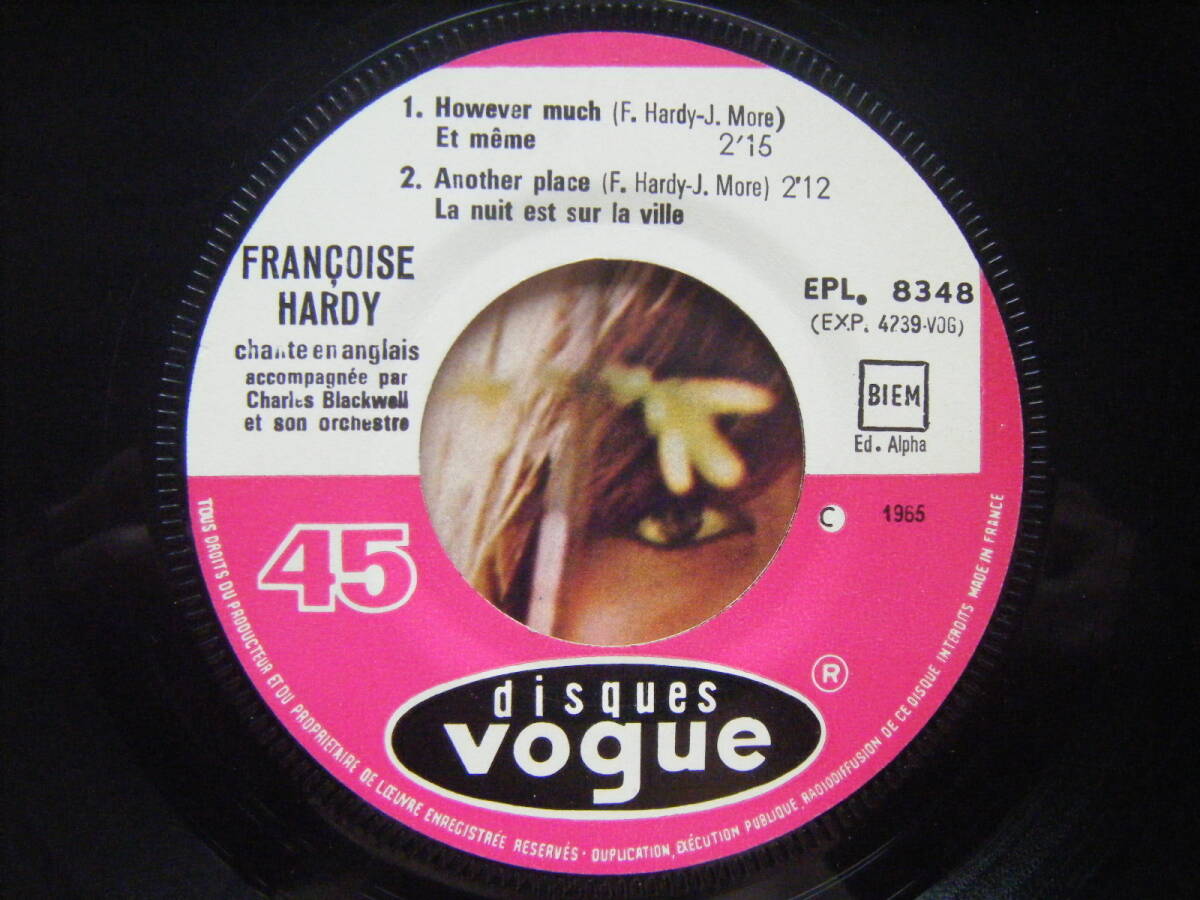 1. However much (F. Hardy-J. More)
Et même 2'15
2. Another place (F. Hardy-J. More) 2'12
La nuit est sur la ville
FRANÇOISE
HARDY
chante en anglais
accompagnée par
Charles Blackwell
et son orchestre
EPL. 8348
(EXP. 4239-VOG)
BIEM
Ed. Alpha
C 1965
45
disques
vogue
®
TOUS DROITS DU PRODUCTEUR ET DU PROPRIETAIRE DE L'ŒUVRE ENREGISTRÉE RESERVÉS · DUPLICATION, EXÉCUTION PUBLIQUE, RADIODIFFUSION DE CE DISQUE INTERDITS MADE IN FRANCE